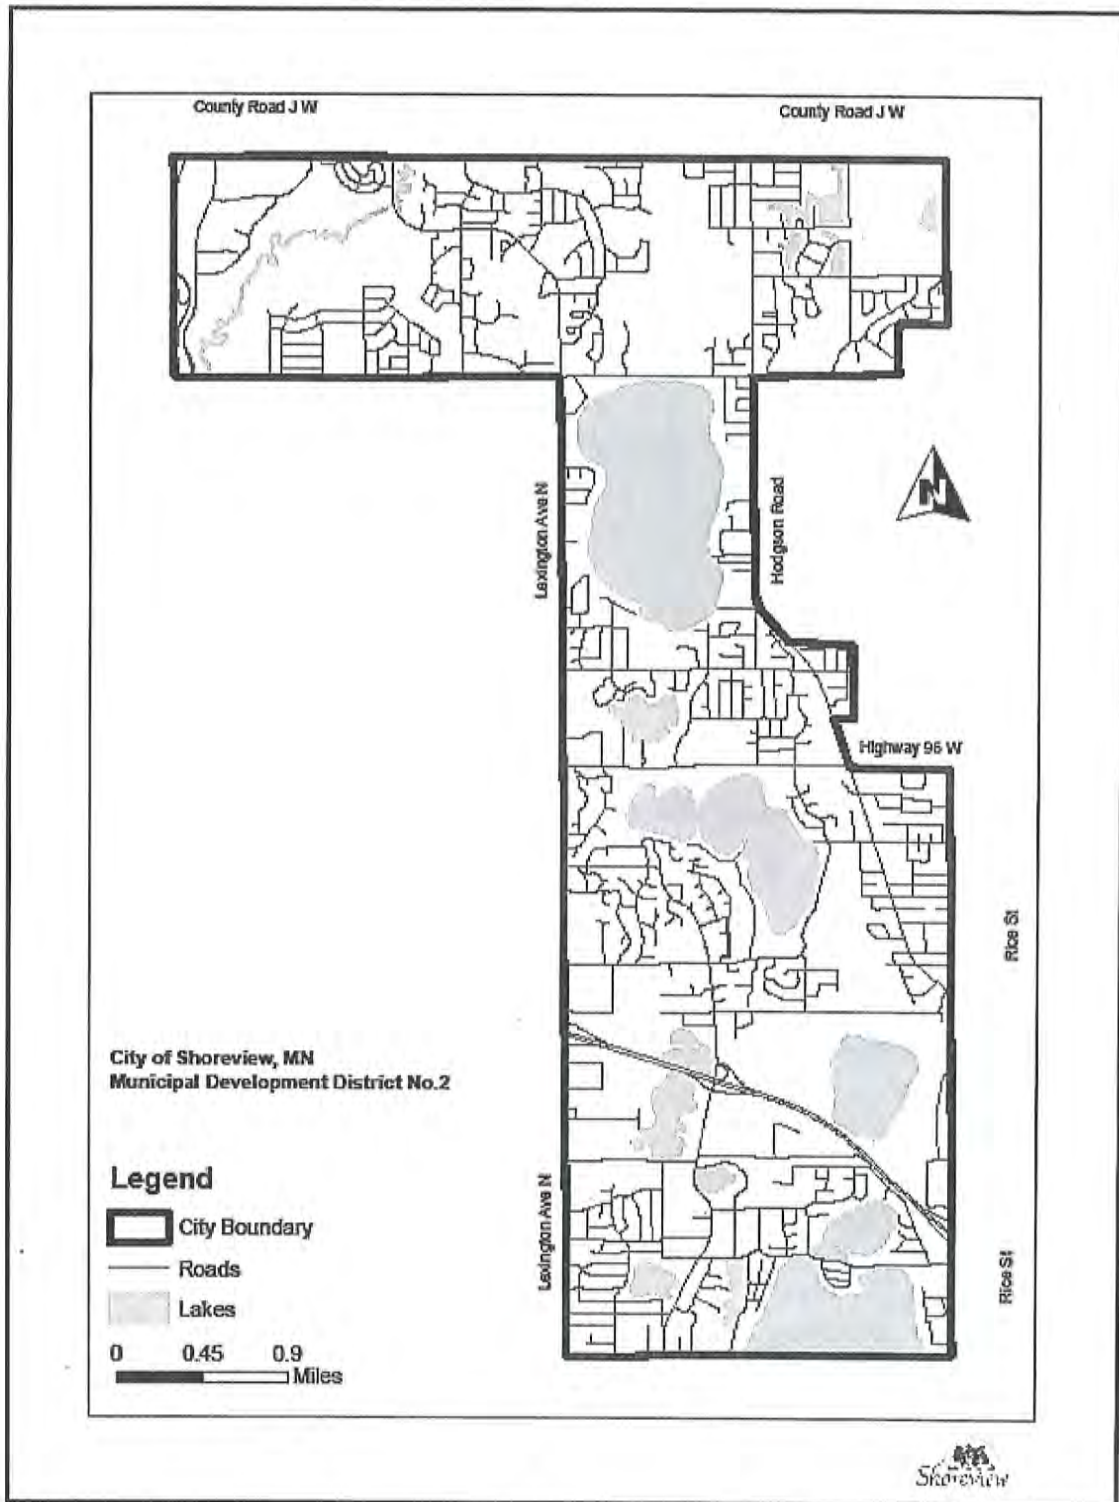 County Road J W
County Road J W
Lexington Ave N
Hodgson Road
N
Highway 96 W
Rice St
City of Shoreview, MN
Municipal Development District No.2
Legend
City Boundary
Roads
Lakes
0 0.45 0.9
Miles
Lexington Ave N
Rice St
Shoreview